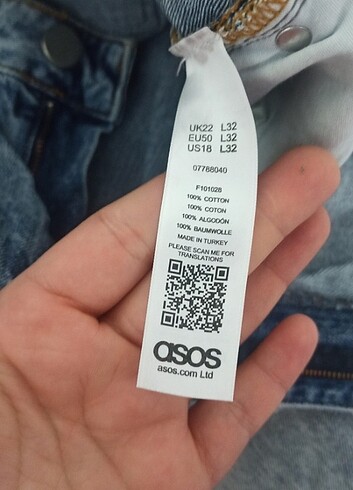 UK22 L32
EU50 L32
US18 L32
07788040
F101028
100% COTTON
100% COTON
100% ALGODÓN
100% BAUMWOLLE
MADE IN TURKEY
PLEASE SCAN ME FOR
TRANSLATIONS
asos
asos.com Ltd